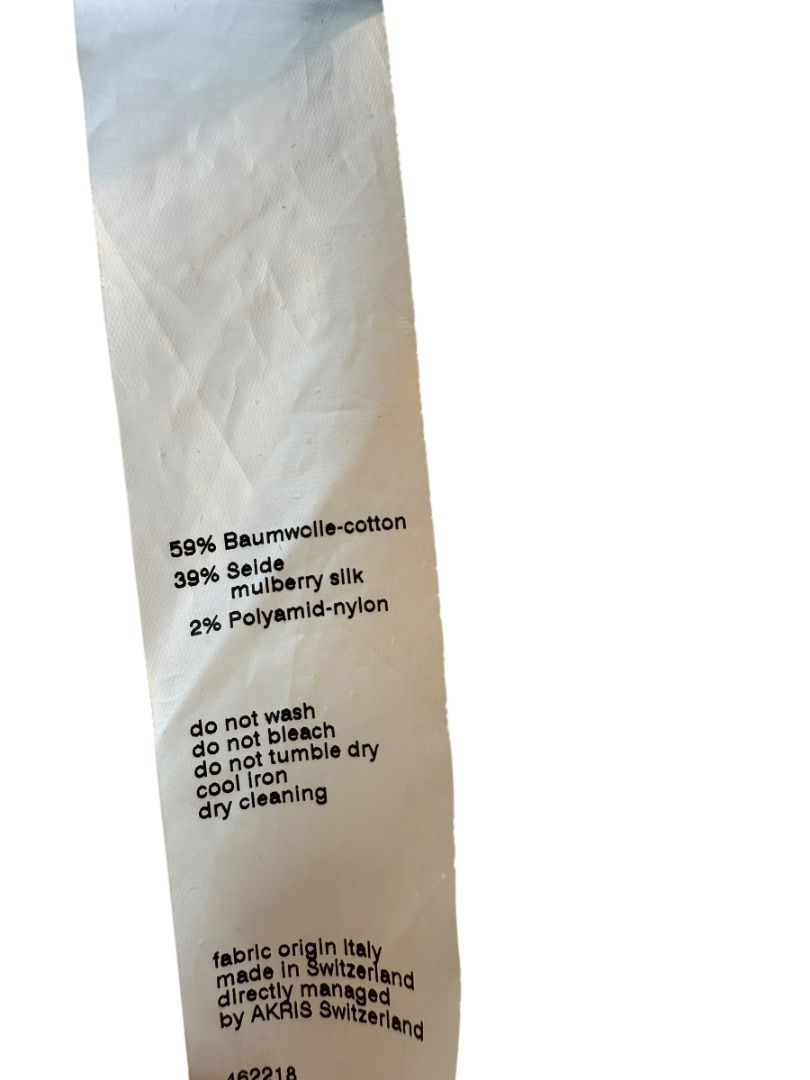 59% Baumwolle-cotton
39% Seide
mulberry silk
2% Polyamid-nylon
do not wash
do not bleach
do not tumble dry
cool iron
dry cleaning
fabric origin Italy
made in Switzerland
directly managed
by AKRIS Switzerland
462218